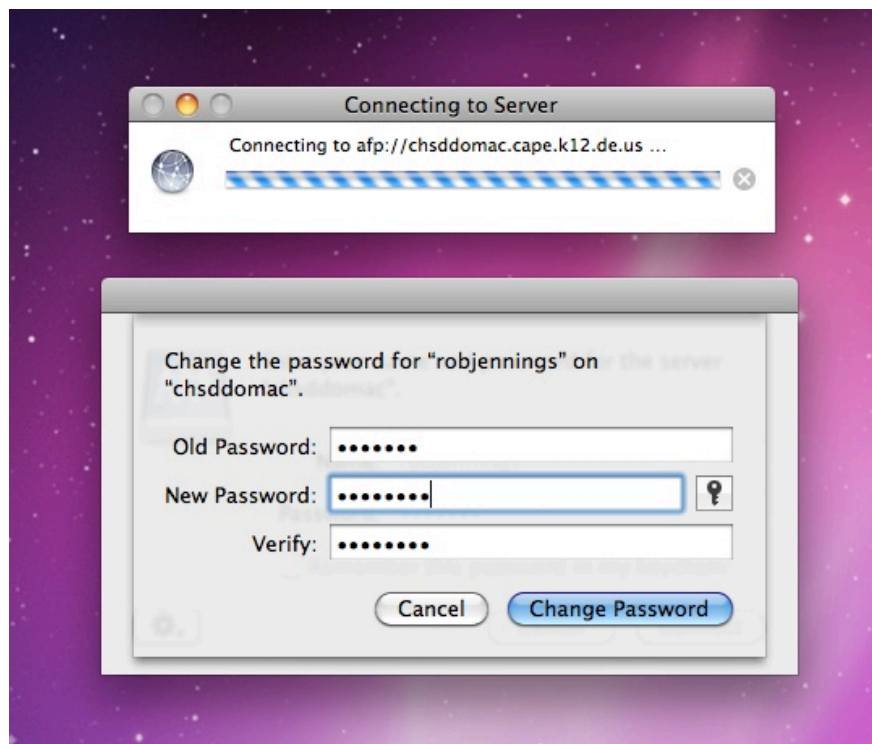 Connecting to Server
Connecting to afp://chsddomac.cape.k12.de.us ...
Change the password for “robjennings” on
“chsddomac”.
Old Password: •••••••
New Password: ••••••••
Verify: ••••••••
Cancel Change Password